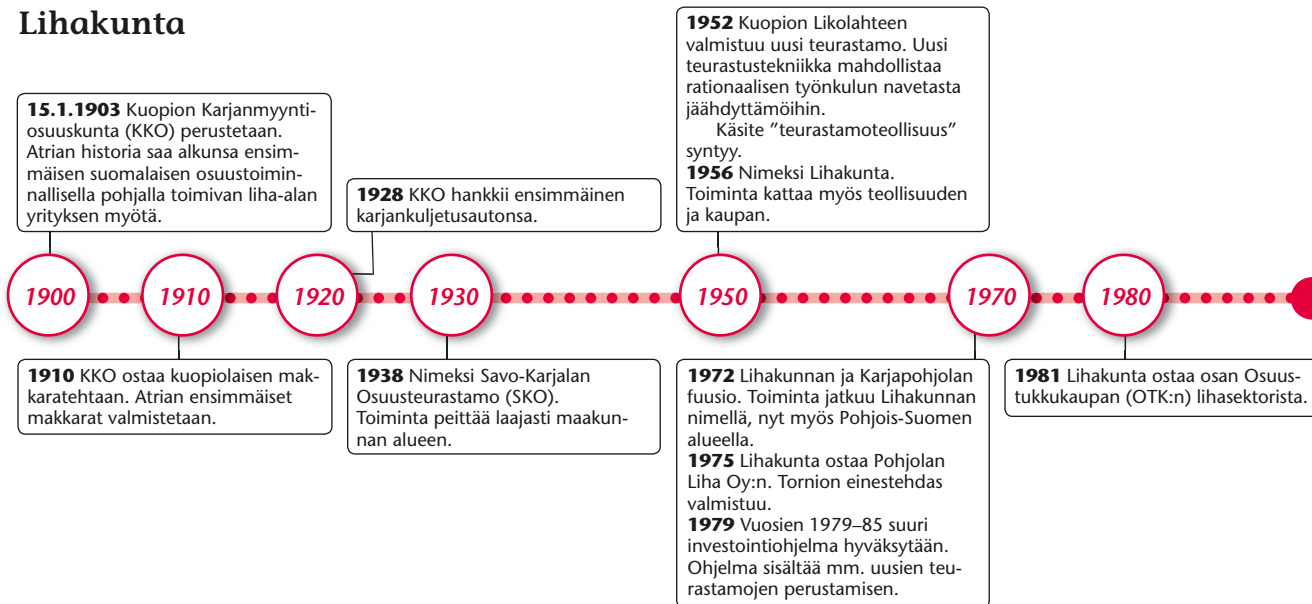 Lihakunta
15.1.1903 Kuopion Karjanmyynti-
osuuskunta (KKO) perustetaan.
Atrian historia saa alkunsa ensim-
mäisen suomalaisen osuustoimin-
nallisella pohjalla toimivan liha-alan
yrityksen myötä.
1928 KKO hankkii ensimmäinen
karjankuljetusautonsa.
1952 Kuopion Likolahteen
valmistuu uusi teurastamo. Uusi
teurastustekniikka mahdollistaa
rationaalisen työnkulun navetasta
jäähdyttämöihin.
Käsite ”teurastamoteollisuus”
syntyy.
1956 Nimeksi Lihakunta.
Toiminta kattaa myös teollisuuden
ja kaupan.
1900
1910
1920
1930
1950
1970
1980
1910 KKO ostaa kuopiolaisen mak-
karatehtaan. Atrian ensimmäiset
makkarat valmistetaan.
1938 Nimeksi Savo-Karjalan
Osuusteurastamo (SKO).
Toiminta peittää laajasti maakun-
nan alueen.
1972 Lihakunnan ja Karjapohjolan
fuusio. Toiminta jatkuu Lihakunnan
nimellä, nyt myös Pohjois-Suomen
alueella.
1975 Lihakunta ostaa Pohjolan
Liha Oy:n. Tornion einestehdas
valmistuu.
1979 Vuosien 1979–85 suuri
investointiohjelma hyväksytään.
Ohjelma sisältää mm. uusien teu-
rastamojen perustamisen.
1981 Lihakunta ostaa osan Osuus-
tukkukaupan (OTK:n) lihasektorista.